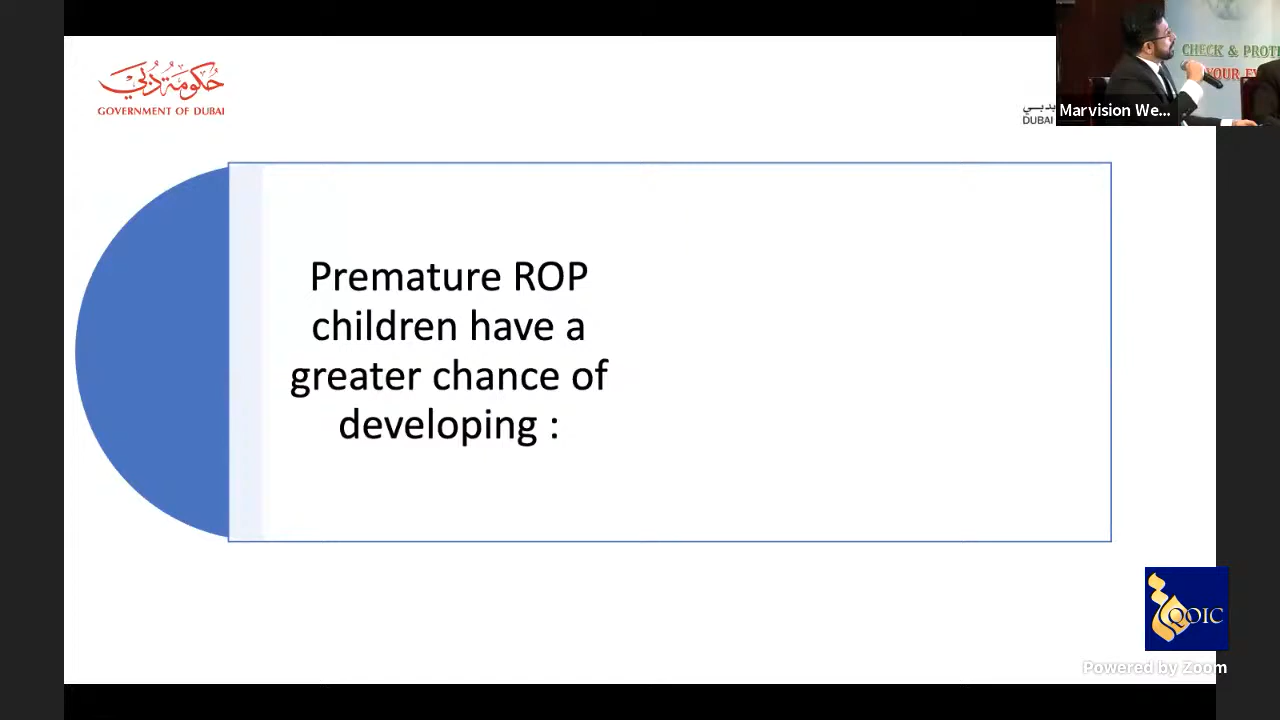 حكومة دبي
GOVERNMENT OF DUBAI
DUBAI
CHECK & PROT
YOUR E
Marvision We...
Premature ROP
children have a
greater chance of
developing :
QOIC
Powered by Zoom